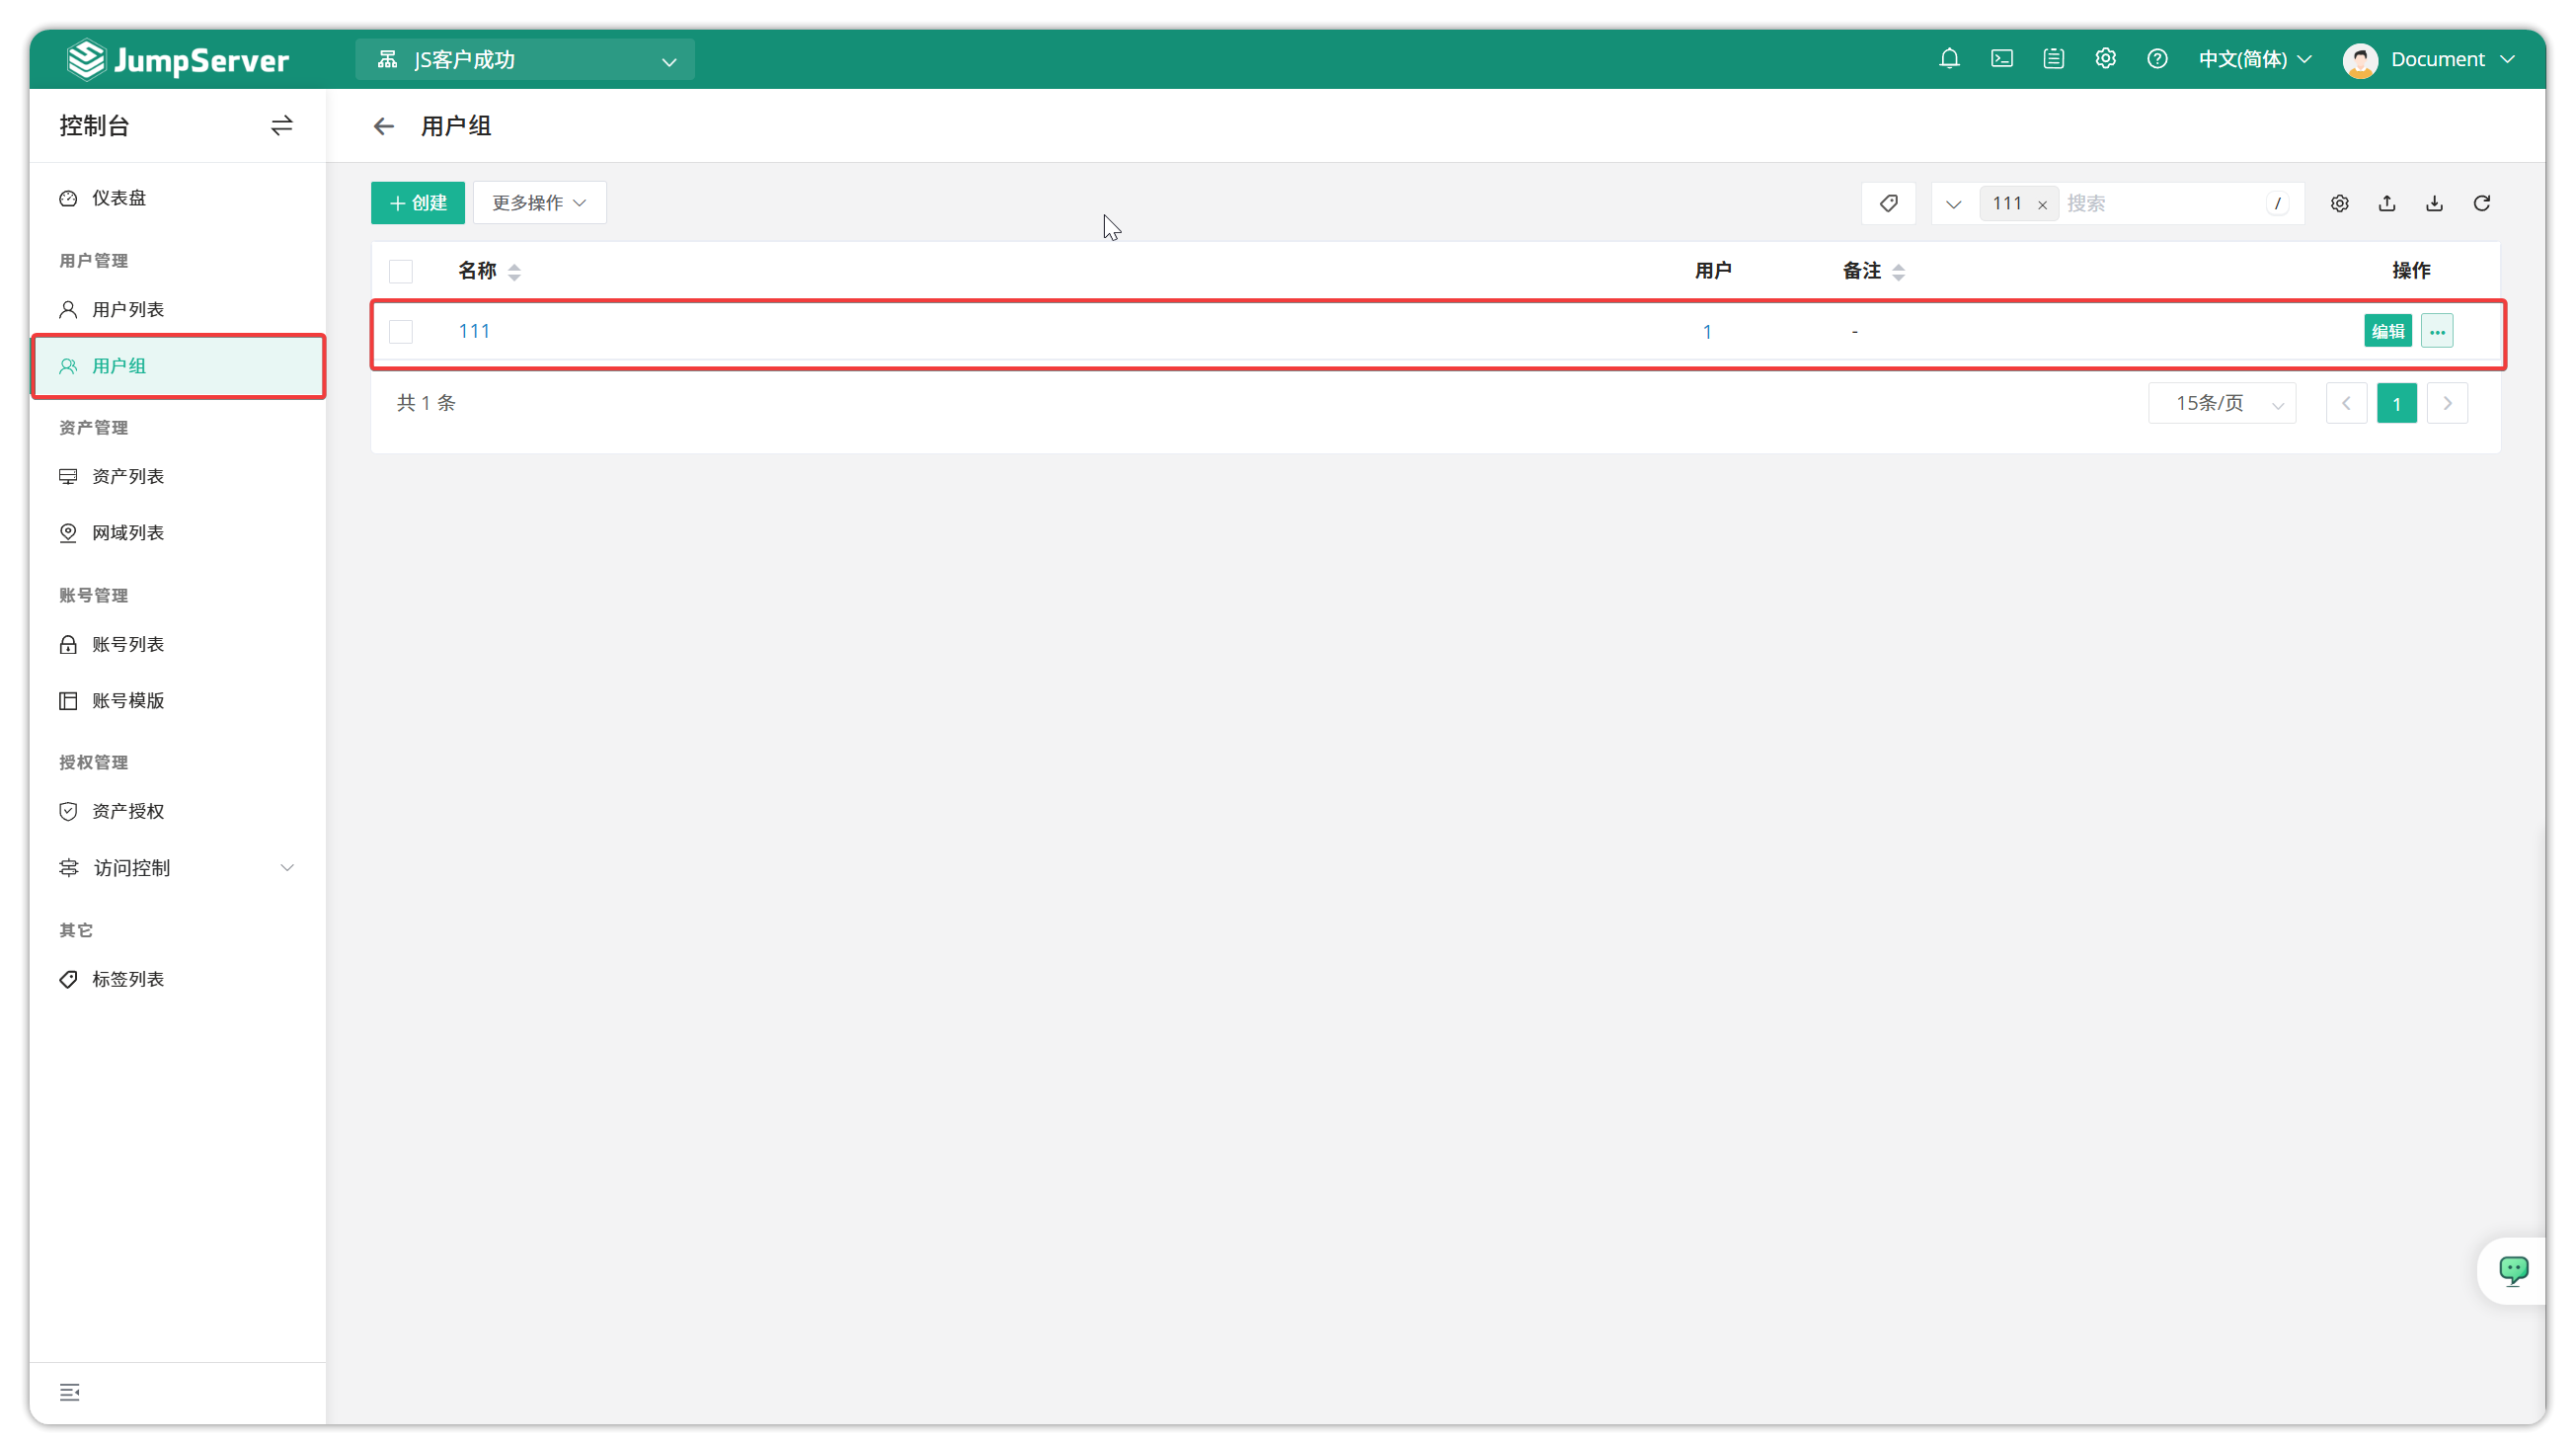 JumpServer
JS客户成功
中文(简体)
Document
控制台
用户组
仪表盘
用户管理
用户列表
用户组
资产管理
资产列表
网域列表
账号管理
账号列表
账号模版
授权管理
资产授权
访问控制
其它
标签列表
创建
更多操作
111 ×
搜索
/
名称
用户
备注
操作
111
1
-
编辑
...
共 1 条
15条/页
1